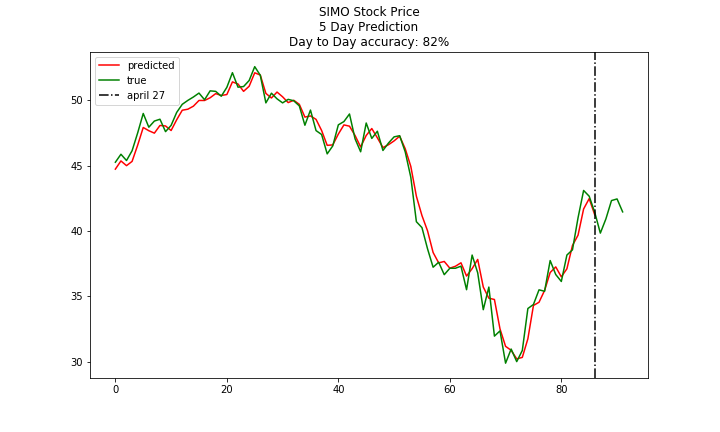 SIMO Stock Price
5 Day Prediction
Day to Day accuracy: 82%
predicted
true
april 27
50
45
40
35
30
0
20
40
60
80